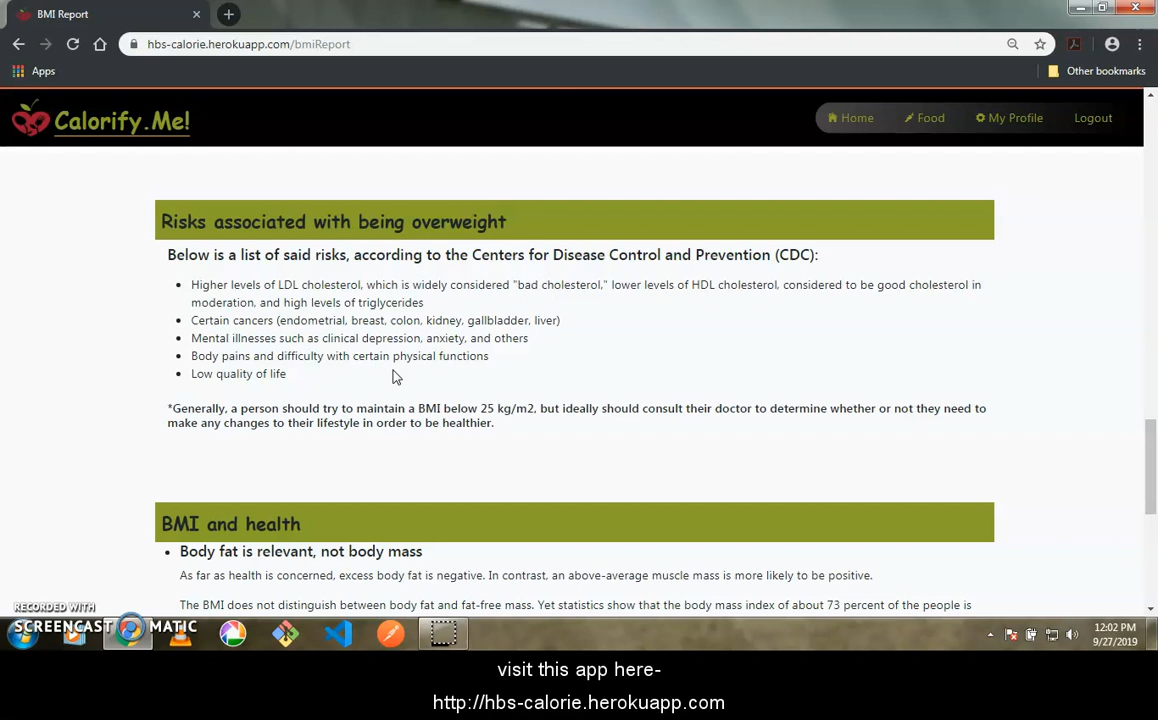 BMI Report
hbs-calorie.herokuapp.com/bmiReport
Apps
Other bookmarks
Calorify.Me!
Home Food My Profile Logout
Risks associated with being overweight
Below is a list of said risks, according to the Centers for Disease Control and Prevention (CDC):
Higher levels of LDL cholesterol, which is widely considered "bad cholesterol," lower levels of HDL cholesterol, considered to be good cholesterol in
moderation, and high levels of triglycerides
Certain cancers (endometrial, breast, colon, kidney, gallbladder, liver)
Mental illnesses such as clinical depression, anxiety, and others
Body pains and difficulty with certain physical functions
Low quality of life
*Generally, a person should try to maintain a BMI below 25 kg/m2, but ideally should consult their doctor to determine whether or not they need to
make any changes to their lifestyle in order to be healthier.
BMI and health
Body fat is relevant, not body mass
As far as health is concerned, excess body fat is negative. In contrast, an above-average muscle mass is more likely to be positive.
The BMI does not distinguish between body fat and fat-free mass. Yet statistics show that the body mass index of about 73 percent of the people is
RECORDED WITH
SCREENCAST MATIC
12:02 PM
9/27/2019
visit this app here-
http://hbs-calorie.herokuapp.com